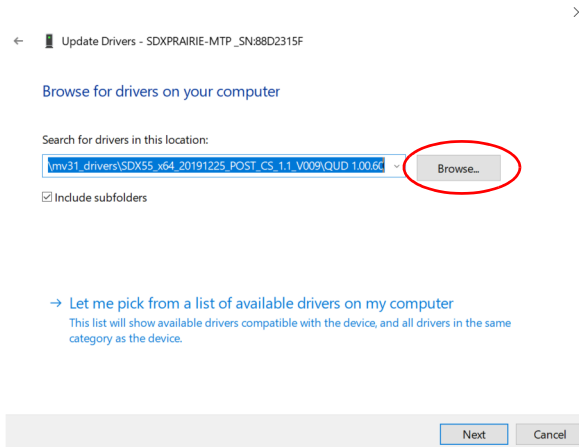 Update Drivers - SDXPRAIRIE-MTP _SN:88D2315F
Browse for drivers on your computer
Search for drivers in this location:
\mv31_drivers\SDX55_x64_20191225_POST_CS_1.1_V009\QUD 1.00.60
Browse...
Include subfolders
Let me pick from a list of available drivers on my computer
This list will show available drivers compatible with the device, and all drivers in the same
category as the device.
Next
Cancel